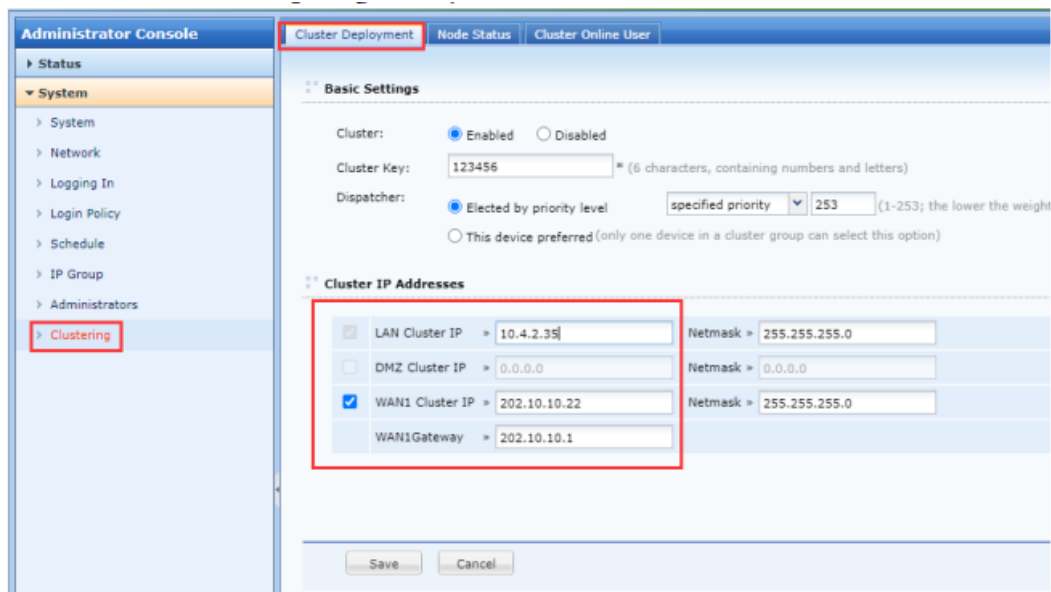 Administrator Console
Cluster Deployment Node Status Cluster Online User
Status
System
System
Network
Logging In
Login Policy
Schedule
IP Group
Administrators
Clustering
Basic Settings
Cluster: Enabled Disabled
Cluster Key: 123456 * (6 characters, containing numbers and letters)
Dispatcher: Elected by priority level specified priority 253 (1-253; the lower the weight
This device preferred (only one device in a cluster group can select this option)
Cluster IP Addresses
LAN Cluster IP » 10.4.2.35 Netmask » 255.255.255.0
DMZ Cluster IP » 0.0.0.0 Netmask » 0.0.0.0
WAN1 Cluster IP » 202.10.10.22 Netmask » 255.255.255.0
WAN1Gateway » 202.10.10.1
Save Cancel